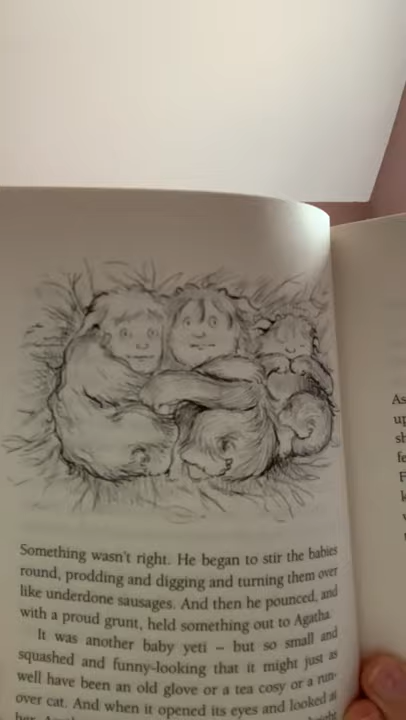 Something wasn't right. He began to stir the babies
round, prodding and digging and turning them over
like underdone sausages. And then he pounced, and
with a proud grunt, held something out to Agatha.
It was another baby yeti – but so small and
squashed and funny-looking that it might just as
well have been an old glove or a tea cosy or a run-
over cat. And when it opened its eyes and looked at
her,
As
up